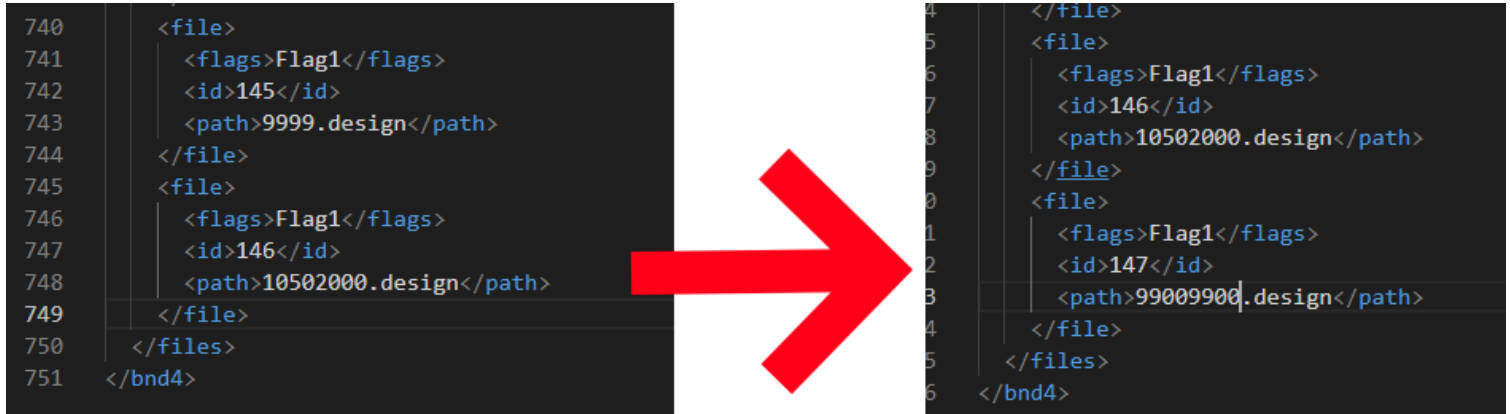 740 <file>
741 <flags>Flag1</flags>
742 <id>145</id>
743 <path>9999.design</path>
744 </file>
745 <file>
746 <flags>Flag1</flags>
747 <id>146</id>
748 <path>10502000.design</path>
749 </file>
750 </files>
751 </bnd4>
4 </file>
5 <file>
6 <flags>Flag1</flags>
7 <id>146</id>
8 <path>10502000.design</path>
9 </file>
0 <file>
1 <flags>Flag1</flags>
2 <id>147</id>
3 <path>99009900.design</path>
4 </file>
5 </files>
6 </bnd4>